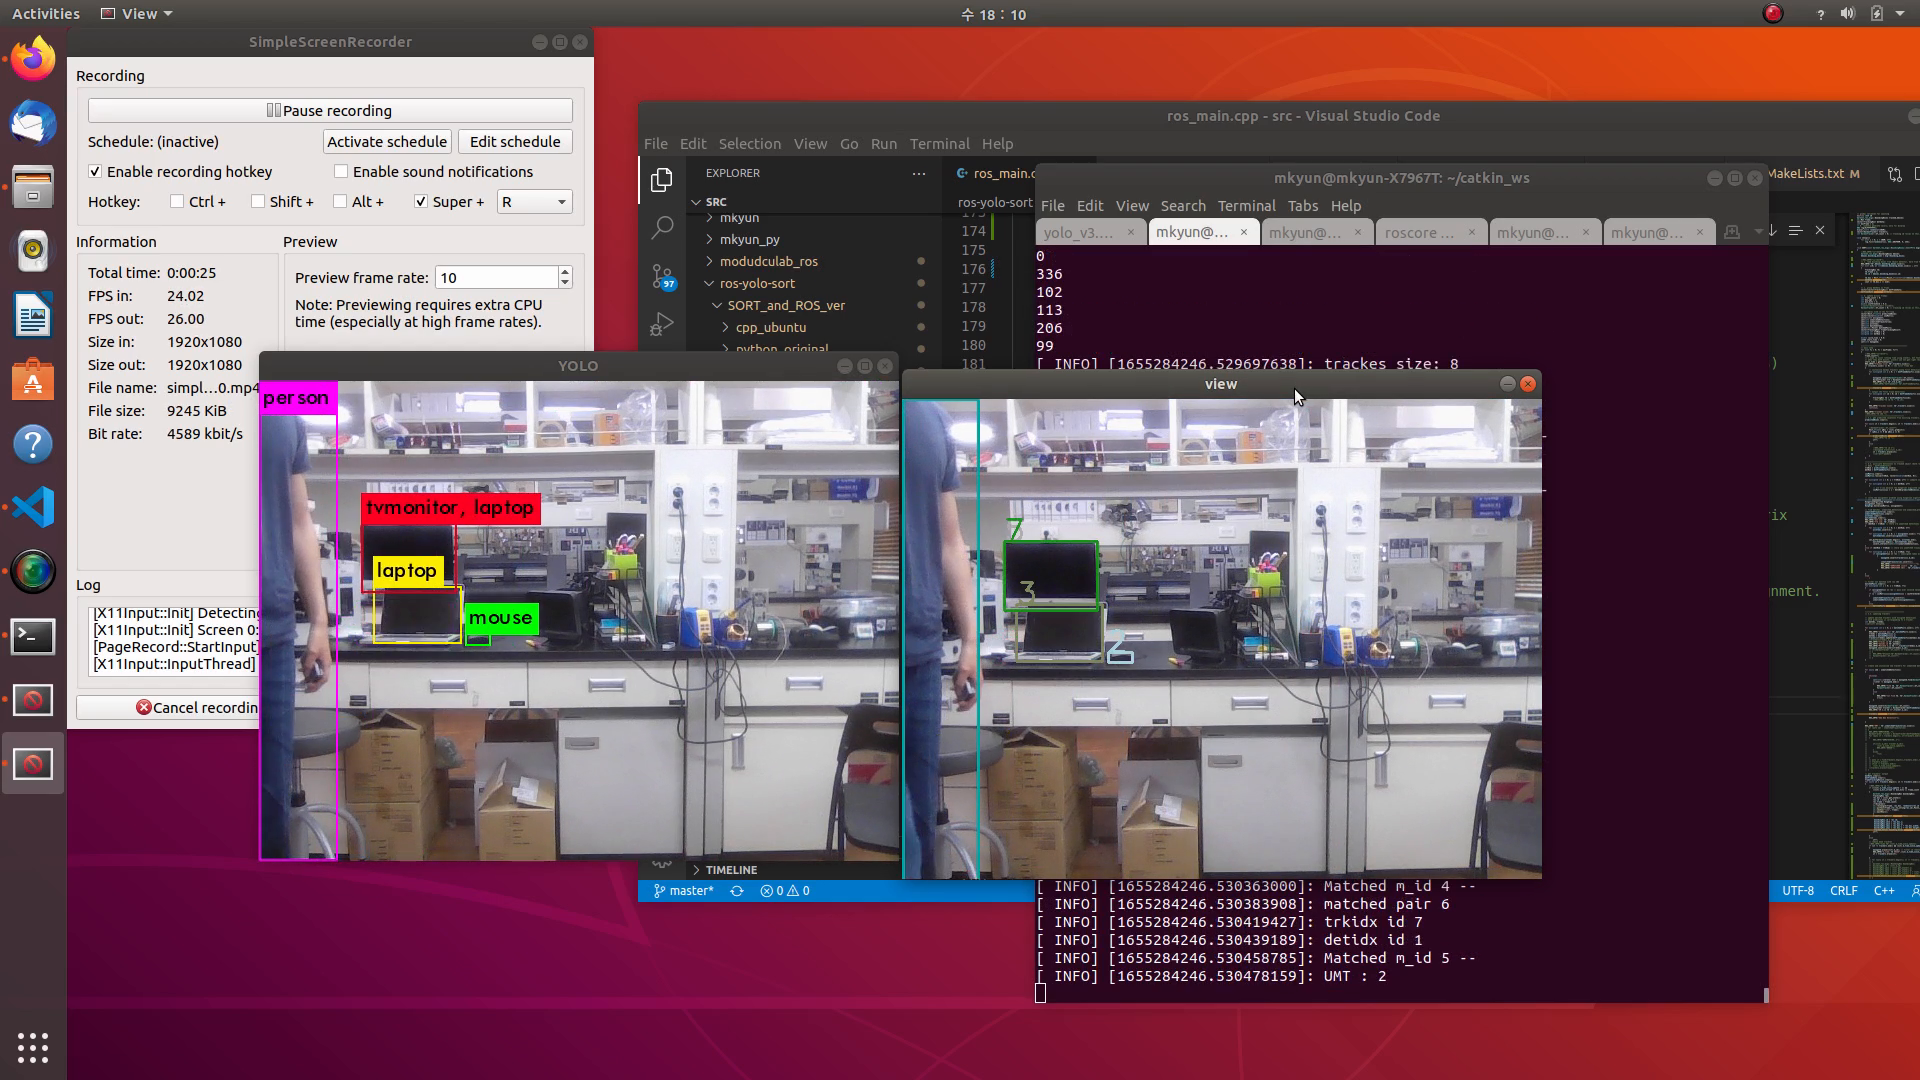 Activities
View
수 18 : 10
SimpleScreenRecorder
Recording
Pause recording
Schedule: (inactive)
Activate schedule
Edit schedule
Enable recording hotkey
Enable sound notifications
Hotkey:
Ctrl +
Shift +
Alt +
Super +
R
Information
Total time: 0:00:25
FPS in: 24.02
FPS out: 26.00
Size in: 1920x1080
Size out: 1920x1080
File name: simpl...0.mp4
File size: 9245 KiB
Bit rate: 4589 kbit/s
Preview
Preview frame rate: 10
Note: Previewing requires extra CPU
time (especially at high frame rates).
Log
[X11Input::Init] Detecting
[X11Input::Init] Screen 0:
[PageRecord::StartInput]
[X11Input::InputThread]
Cancel recordin
YOLO
person
tvmonitor, laptop
laptop
mouse
view
7
3
2
ros_main.cpp - src - Visual Studio Code
File Edit Selection View Go Run Terminal Help
EXPLORER
SRC
mkyun
mkyun_py
modudculab_ros
ros-yolo-sort
SORT_and_ROS_ver
cpp_ubuntu
python_original
97
TIMELINE
ros_main.c
MakeLists.txt M
ros-yolo-sort
173
174
175
176
177
178
179
180
181
)
ix
nment.
master*
0
0
UTF-8
CRLF
C++
mkyun@mkyun-X7967T: ~/catkin_ws
File Edit View Search Terminal Tabs Help
yolo_v3....
mkyun@...
mkyun@...
roscore ...
mkyun@...
mkyun@...
0
336
102
113
206
99
[ INFO] [1655284246.529697638]: trackes size: 8
[ INFO] [1655284246.530363000]: Matched m_id 4 --
[ INFO] [1655284246.530383908]: matched pair 6
[ INFO] [1655284246.530419427]: trkidx id 7
[ INFO] [1655284246.530439189]: detidx id 1
[ INFO] [1655284246.530458785]: Matched m_id 5 --
[ INFO] [1655284246.530478159]: UMT : 2